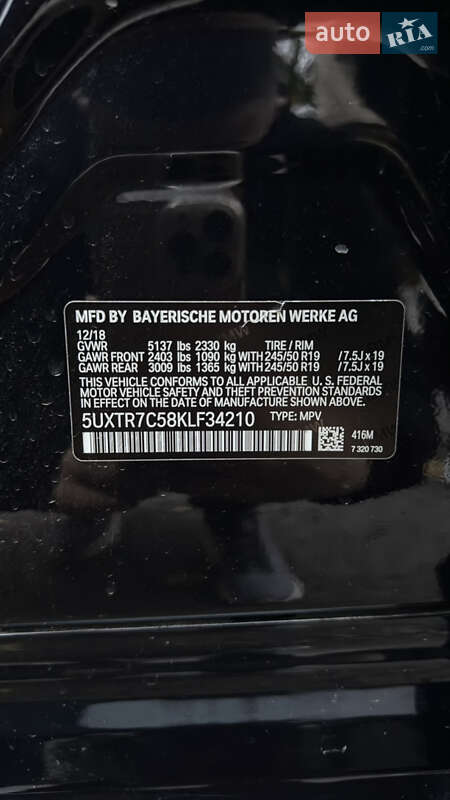 auto RIA .com
MFD BY BAYERISCHE MOTOREN WERKE AG
12/18
GVWR 5137 lbs 2330 kg TIRE / RIM
GAWR FRONT 2403 lbs 1090 kg WITH 245/50 R19 /7.5J x 19
GAWR REAR 3009 lbs 1365 kg WITH 245/50 R19 /7.5J x 19
THIS VEHICLE CONFORMS TO ALL APPLICABLE U. S. FEDERAL
MOTOR VEHICLE SAFETY AND THEFT PREVENTION STANDARDS
IN EFFECT ON THE DATE OF MANUFACTURE SHOWN ABOVE.
5UXTR7C58KLF34210 TYPE: MPV
416M
7 320 730